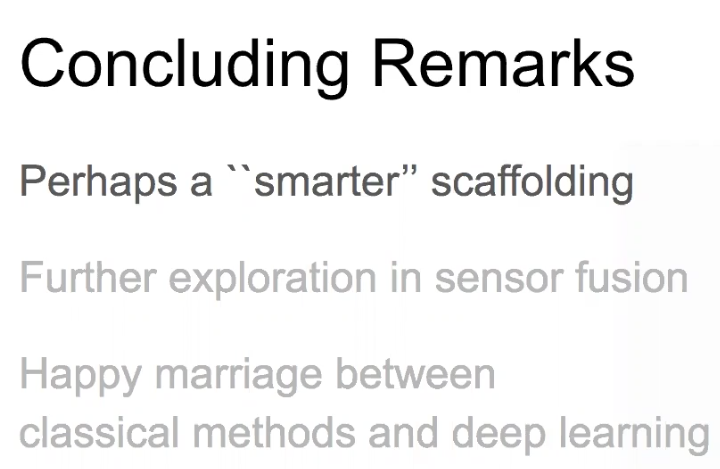 Concluding Remarks
Perhaps a ``smarter’’ scaffolding
Further exploration in sensor fusion
Happy marriage between
classical methods and deep learning